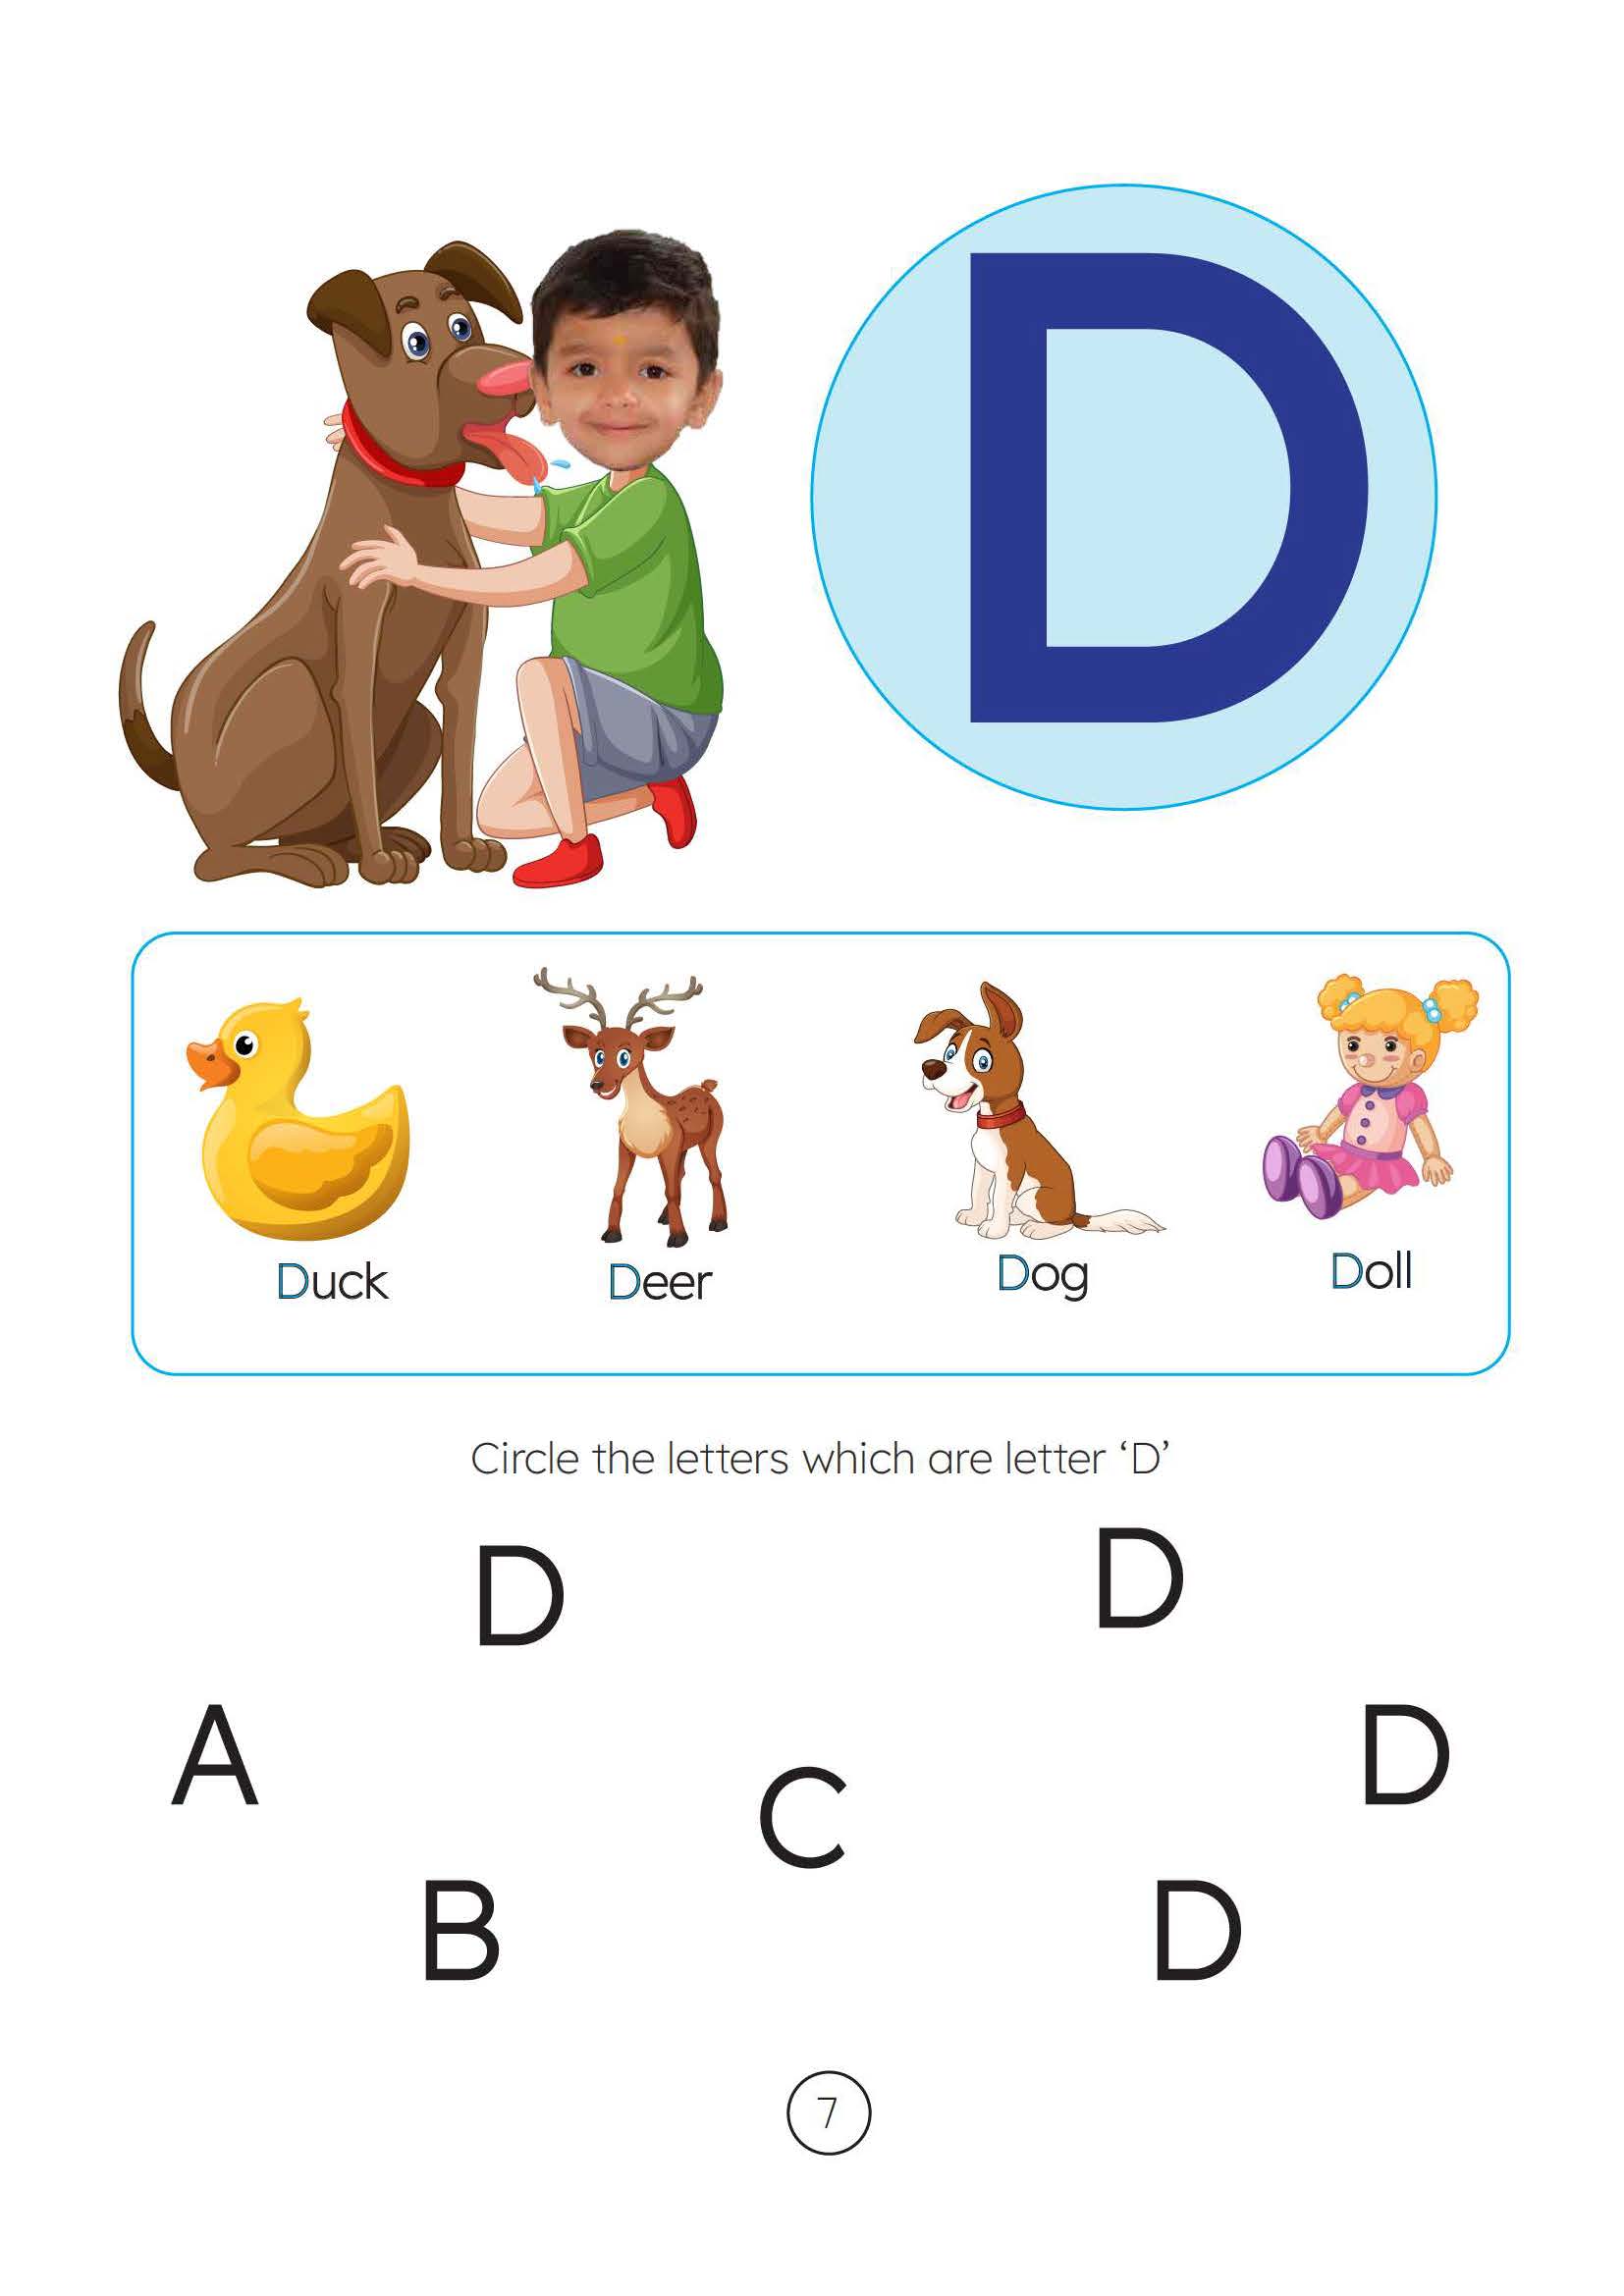 D
Duck Deer Dog Doll
Circle the letters which are letter ‘D’
D D
A D
C
B D
7